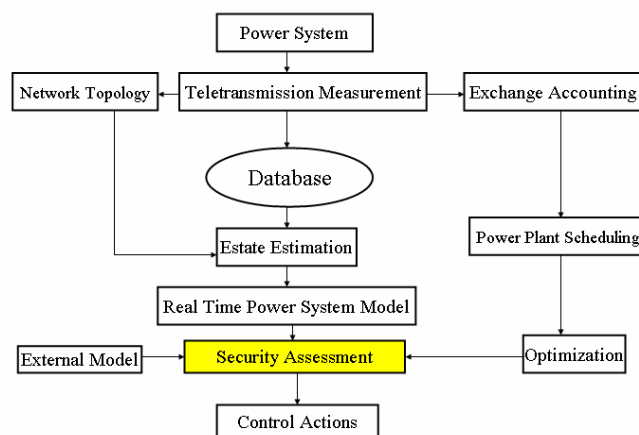 Power System
Network Topology
Teletransmission Measurement
Exchange Accounting
Database
Estate Estimation
Power Plant Scheduling
Real Time Power System Model
External Model
Security Assessment
Optimization
Control Actions